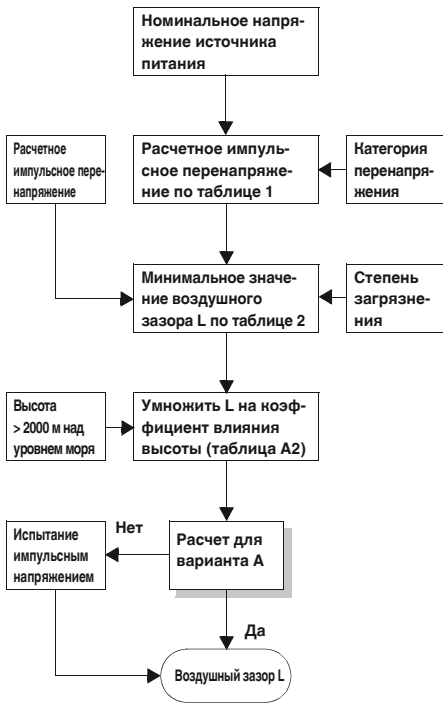 Номинальное напря-
жение источника
питания
Расчетное
импульсное пере-
напряжение
Расчетное импуль-
сное перенапряже-
ние по таблице 1
Категория
перенапря-
жения
Минимальное значе-
ние воздушного
зазора L по таблице 2
Степень
загрязне-
ния
Высота
> 2000 м над
уровнем моря
Умножить L на коэф-
фициент влияния
высоты (таблица А2)
Испытание
импульсным
напряжением
Нет
Расчет для
варианта А
Да
Воздушный зазор L